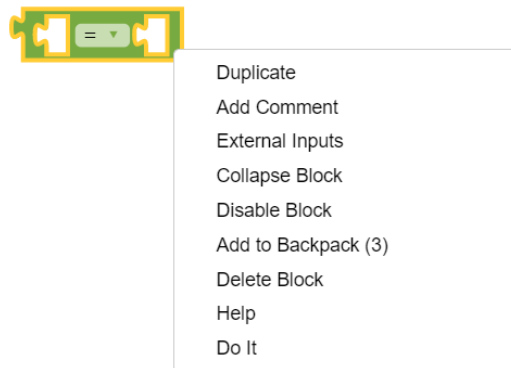 =
Duplicate
Add Comment
External Inputs
Collapse Block
Disable Block
Add to Backpack (3)
Delete Block
Help
Do It